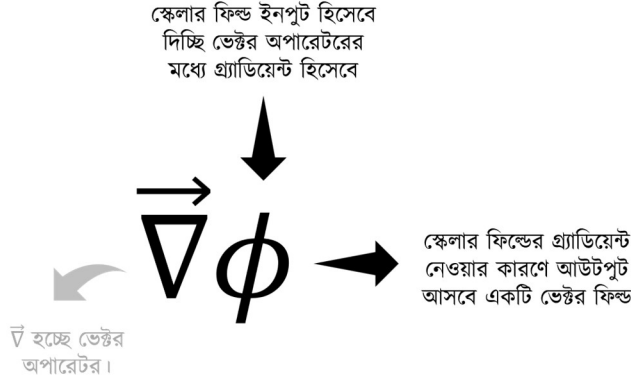 স্কেলার ফিল্ড ইনপুট হিসেবে
দিচ্ছি ভেক্টর অপারেটরের
মধ্যে গ্র্যাডিয়েন্ট হিসেবে
∇⃗ϕ
স্কেলার ফিল্ডের গ্র্যাডিয়েন্ট
নেওয়ার কারণে আউটপুট
আসবে একটি ভেক্টর ফিল্ড
∇⃗ হচ্ছে ভেক্টর
অপারেটর।